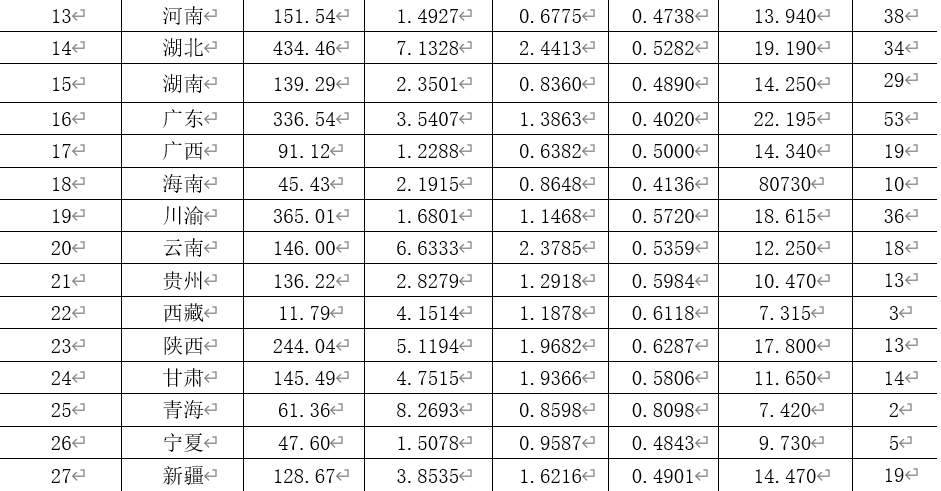 13↵ 河南↵ 151.54↵ 1.4927↵ 0.6775↵ 0.4738↵ 13.940↵ 38↵
14↵ 湖北↵ 434.46↵ 7.1328↵ 2.4413↵ 0.5282↵ 19.190↵ 34↵
15↵ 湖南↵ 139.29↵ 2.3501↵ 0.8360↵ 0.4890↵ 14.250↵ 29↵
16↵ 广东↵ 336.54↵ 3.5407↵ 1.3863↵ 0.4020↵ 22.195↵ 53↵
17↵ 广西↵ 91.12↵ 1.2288↵ 0.6382↵ 0.5000↵ 14.340↵ 19↵
18↵ 海南↵ 45.43↵ 2.1915↵ 0.8648↵ 0.4136↵ 80730↵ 10↵
19↵ 川渝↵ 365.01↵ 1.6801↵ 1.1468↵ 0.5720↵ 18.615↵ 36↵
20↵ 云南↵ 146.00↵ 6.6333↵ 2.3785↵ 0.5359↵ 12.250↵ 18↵
21↵ 贵州↵ 136.22↵ 2.8279↵ 1.2918↵ 0.5984↵ 10.470↵ 13↵
22↵ 西藏↵ 11.79↵ 4.1514↵ 1.1878↵ 0.6118↵ 7.315↵ 3↵
23↵ 陕西↵ 244.04↵ 5.1194↵ 1.9682↵ 0.6287↵ 17.800↵ 13↵
24↵ 甘肃↵ 145.49↵ 4.7515↵ 1.9366↵ 0.5806↵ 11.650↵ 14↵
25↵ 青海↵ 61.36↵ 8.2693↵ 0.8598↵ 0.8098↵ 7.420↵ 2↵
26↵ 宁夏↵ 47.60↵ 1.5078↵ 0.9587↵ 0.4843↵ 9.730↵ 5↵
27↵ 新疆↵ 128.67↵ 3.8535↵ 1.6216↵ 0.4901↵ 14.470↵ 19↵